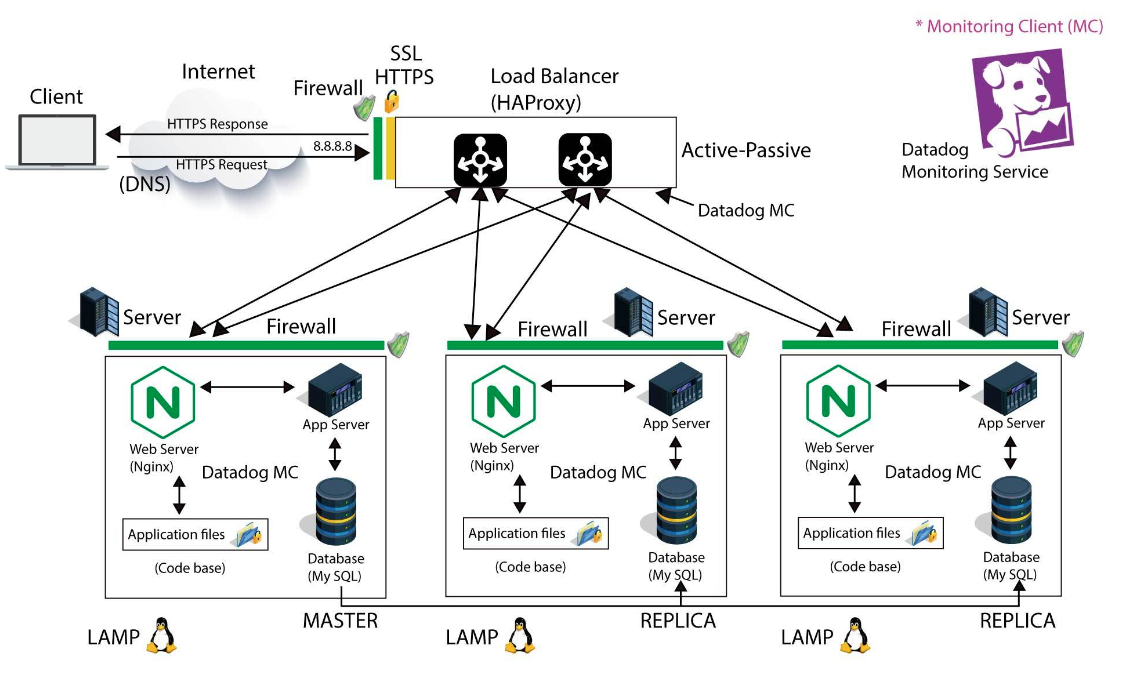 * Monitoring Client (MC)
Client
Internet
Firewall
SSL
HTTPS
Load Balancer
(HAProxy)
HTTPS Response
8.8.8.8
HTTPS Request
(DNS)
Active-Passive
Datadog
Monitoring Service
Datadog MC
Server
Firewall
Firewall
Server
Firewall
Server
N
App Server
Web Server
(Nginx)
Datadog MC
Application files
(Code base)
Database
(My SQL)
N
App Server
Web Server
(Nginx)
Datadog MC
Application files
(Code base)
Database
(My SQL)
N
App Server
Web Server
(Nginx)
Datadog MC
Application files
(Code base)
Database
(My SQL)
LAMP
MASTER
LAMP
REPLICA
LAMP
REPLICA